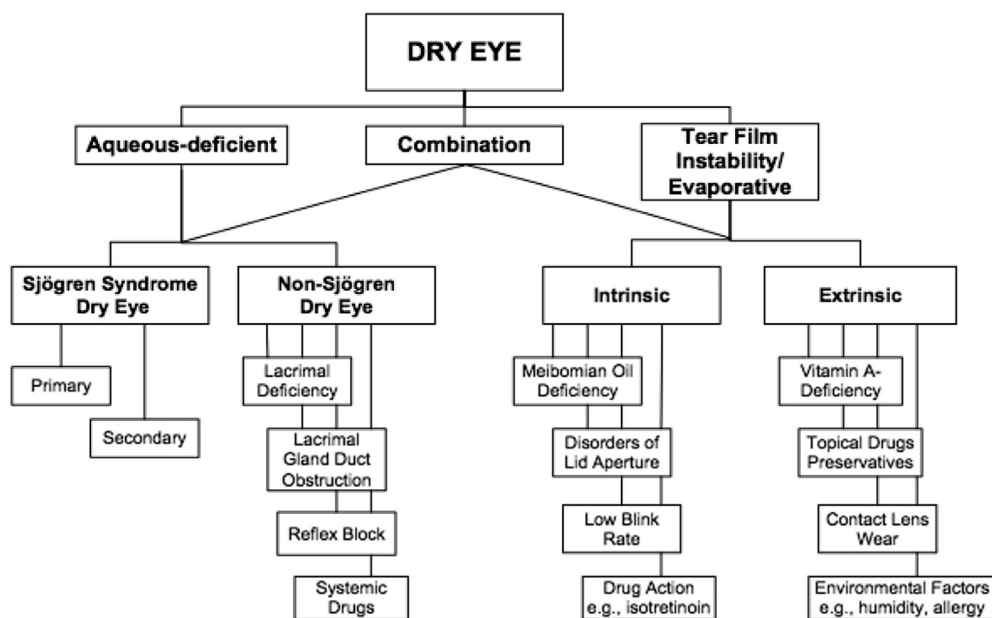 DRY EYE
Aqueous-deficient
Combination
Tear Film
Instability/
Evaporative
Sjögren Syndrome
Dry Eye
Non-Sjögren
Dry Eye
Intrinsic
Extrinsic
Primary
Secondary
Lacrimal
Deficiency
Lacrimal
Gland Duct
Obstruction
Reflex Block
Systemic
Drugs
Meibomian Oil
Deficiency
Disorders of
Lid Aperture
Low Blink
Rate
Drug Action
e.g., isotretinoin
Vitamin A-
Deficiency
Topical Drugs
Preservatives
Contact Lens
Wear
Environmental Factors
e.g., humidity, allergy